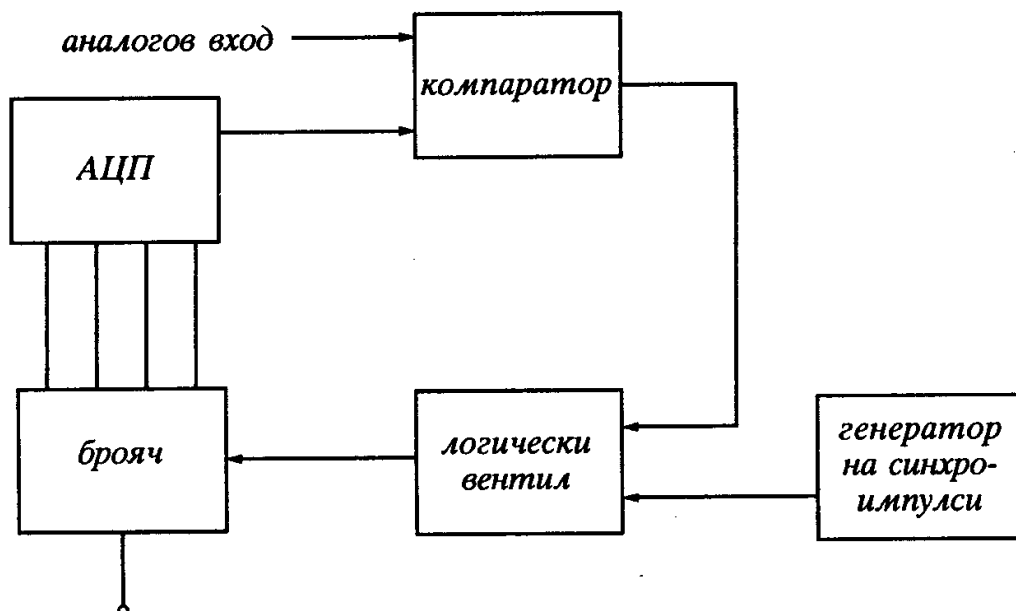 аналогов вход
компаратор
АЦП
брояч
логически
вентил
генератор
на синхро-
импулси